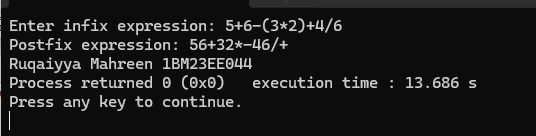 Enter infix expression: 5+6-(3*2)+4/6
Postfix expression: 56+32*-46/+
Ruqaiyya Mahreen 1BM23EE044
Process returned 0 (0x0)   execution time : 13.686 s
Press any key to continue.